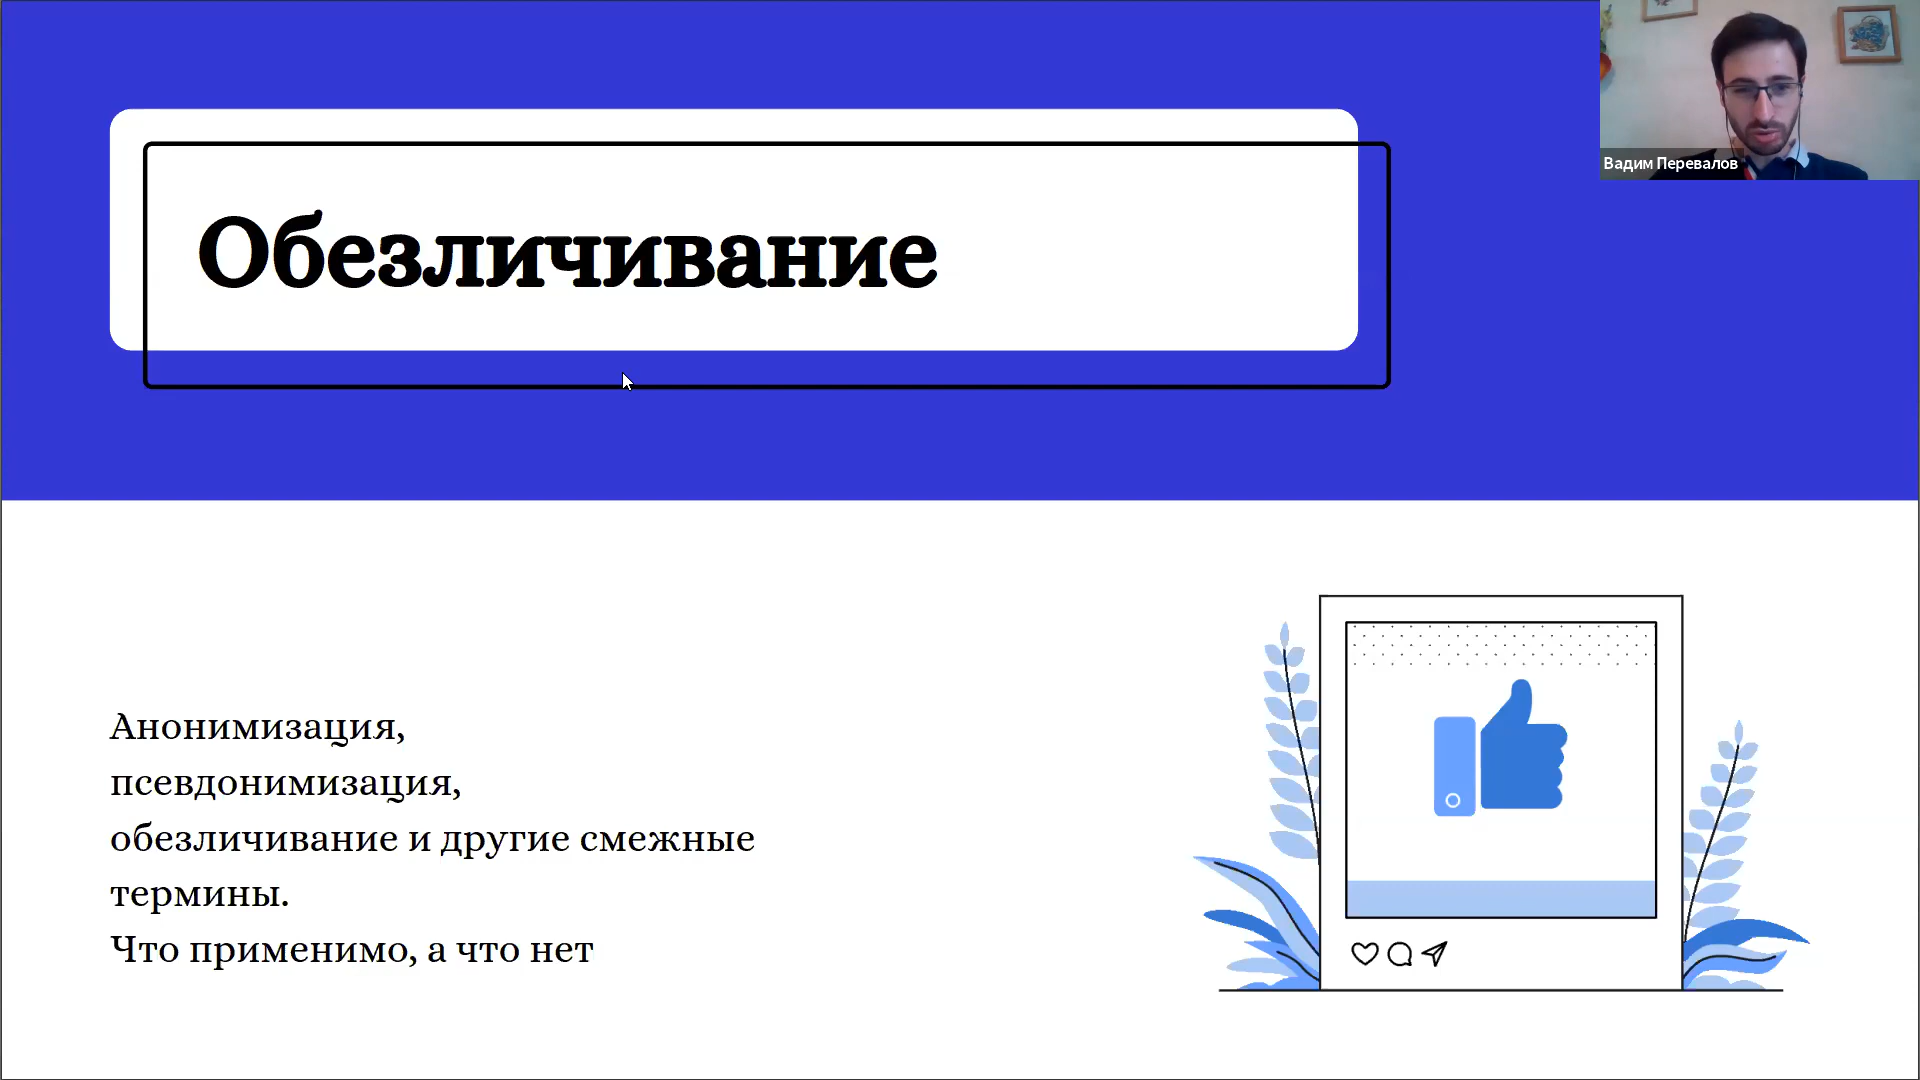 Вадим Перевалов
Обезличивание
Анонимизация,
псевдонимизация,
обезличивание и другие смежные
термины.
Что применимо, а что нет